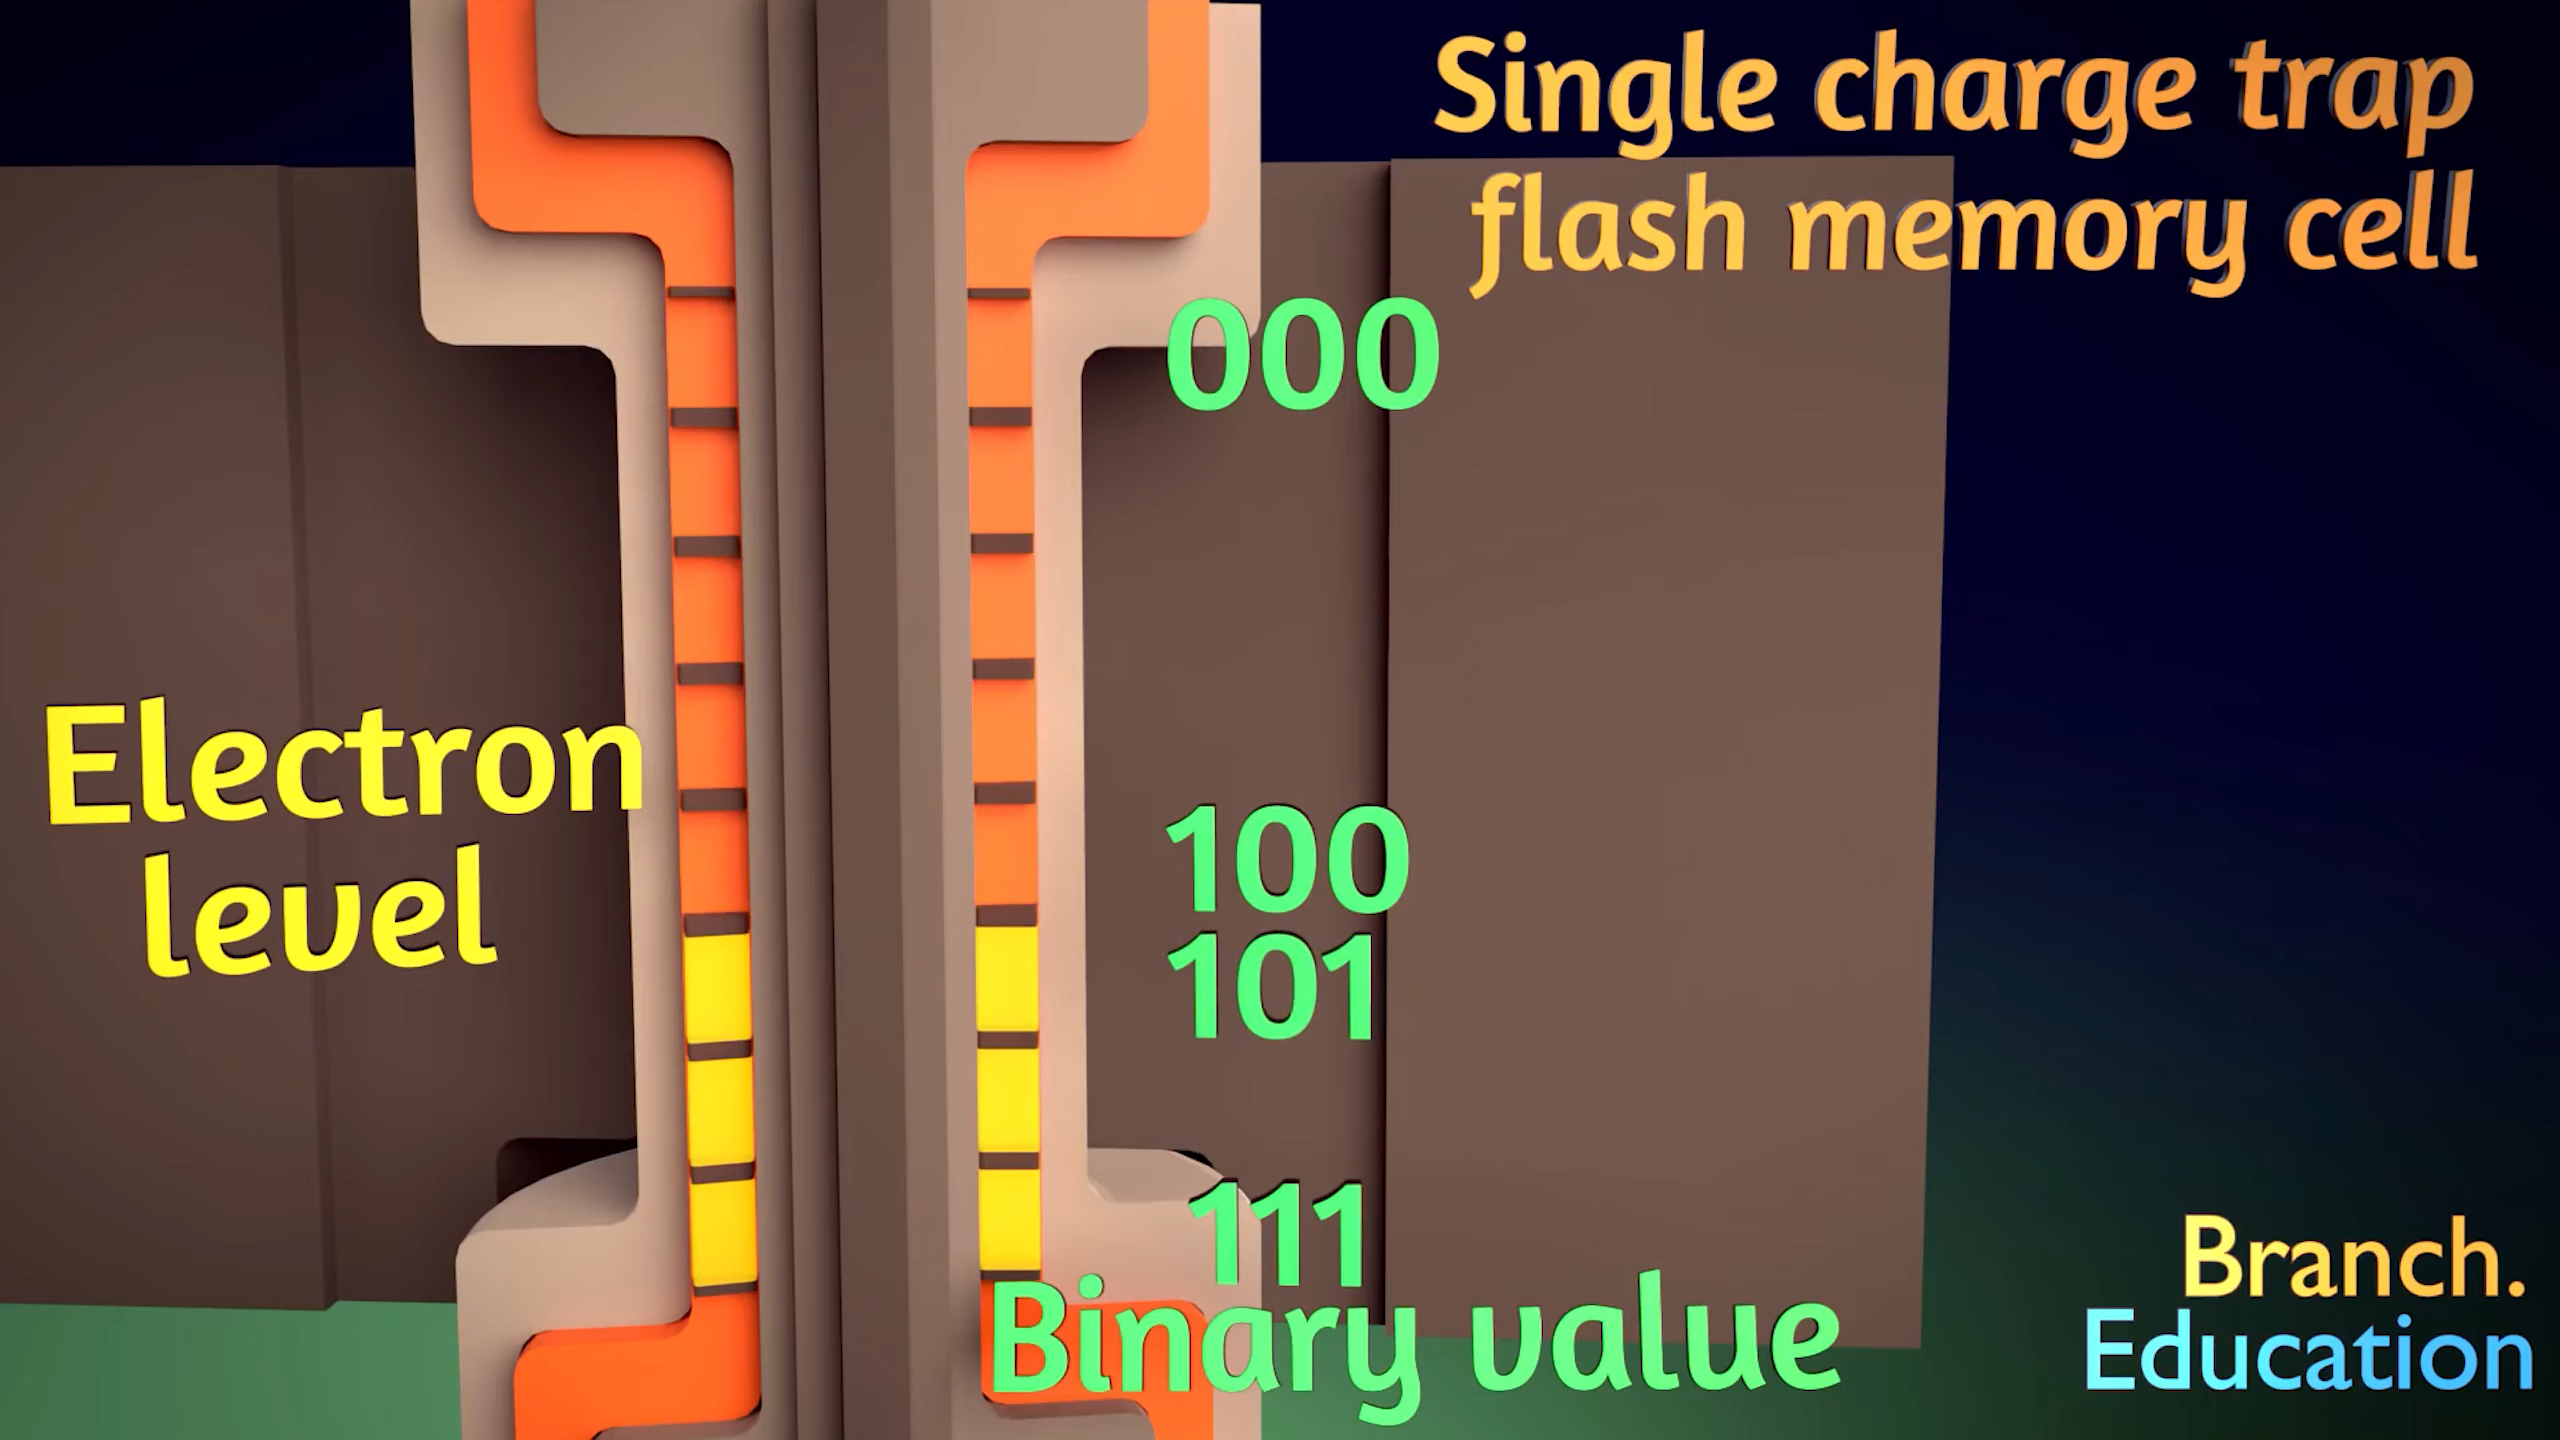 Single charge trap
flash memory cell
000
Electron
level
100
101
111
Binary value
Branch.
Education